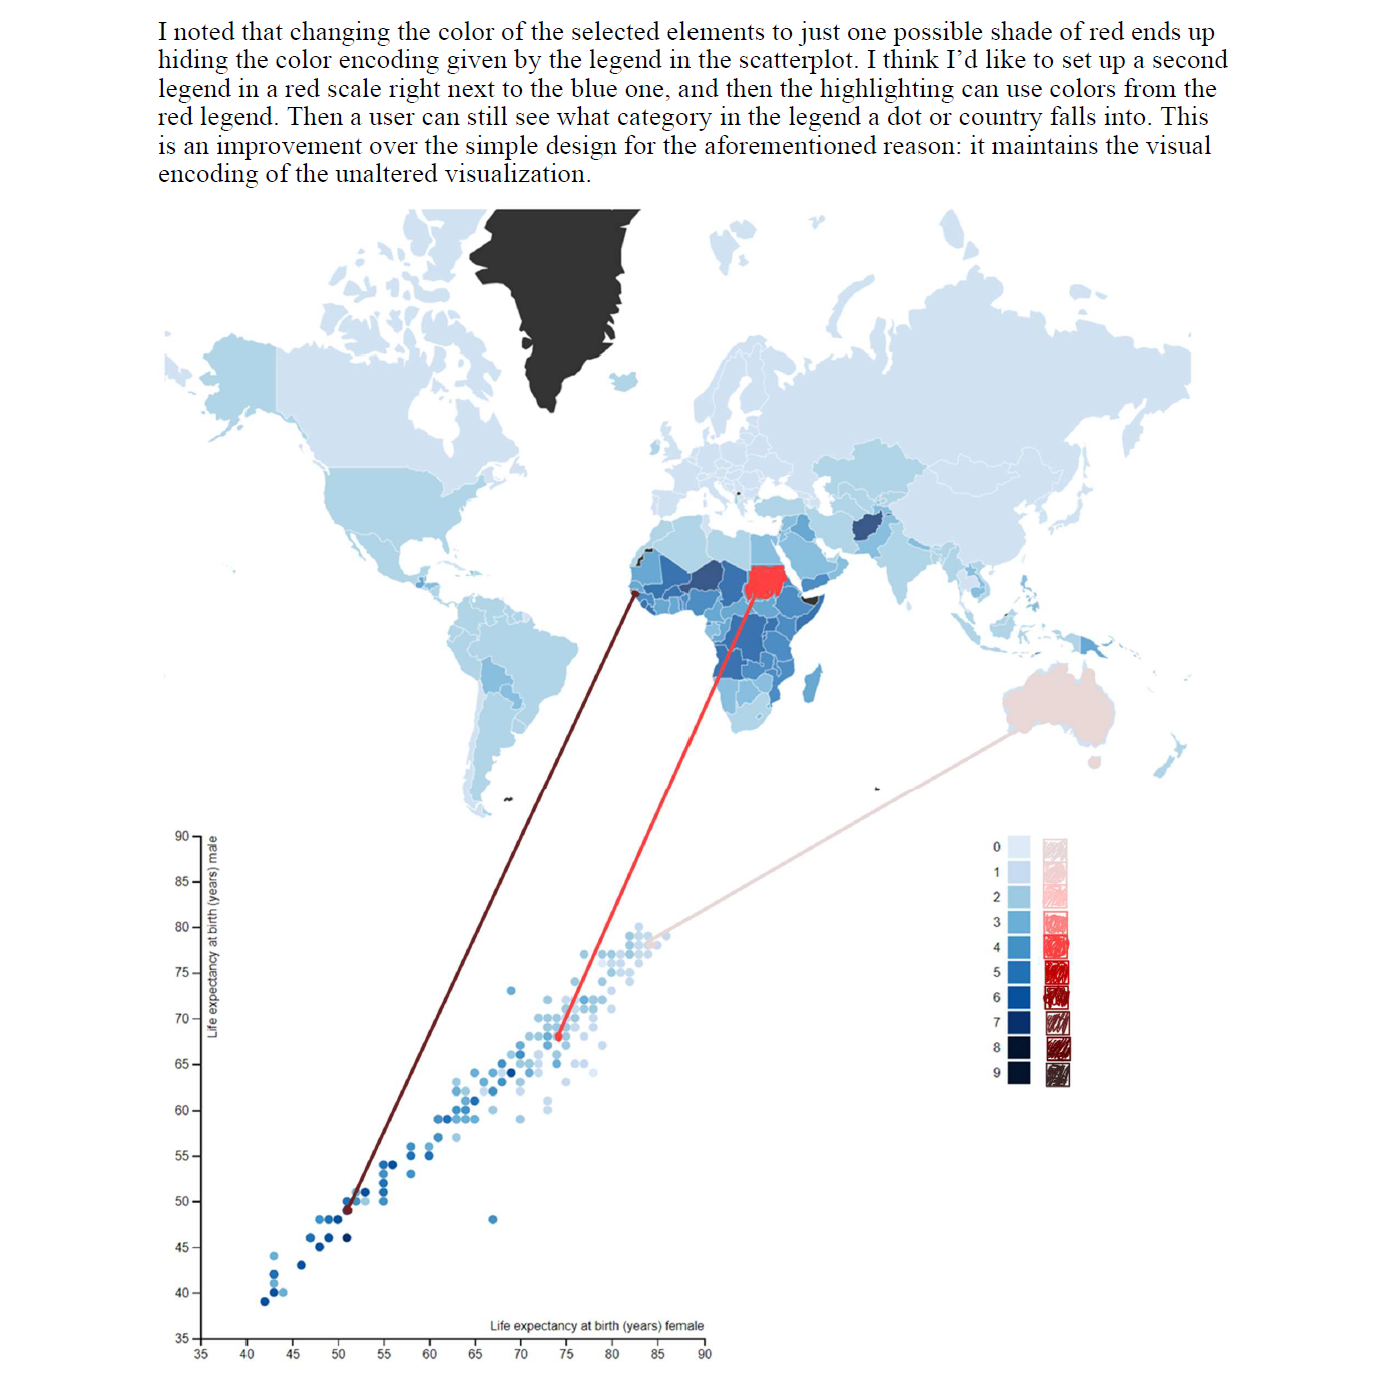 I noted that changing the color of the selected elements to just one possible shade of red ends up
hiding the color encoding given by the legend in the scatterplot. I think I’d like to set up a second
legend in a red scale right next to the blue one, and then the highlighting can use colors from the
red legend. Then a user can still see what category in the legend a dot or country falls into. This
is an improvement over the simple design for the aforementioned reason: it maintains the visual
encoding of the unaltered visualization.
90
85
80
75
70
65
60
55
50
45
40
35
Life expectancy at birth (years) male
0
1
2
3
4
5
6
7
8
9
Life expectancy at birth (years) female
35 40 45 50 55 60 65 70 75 80 85 90